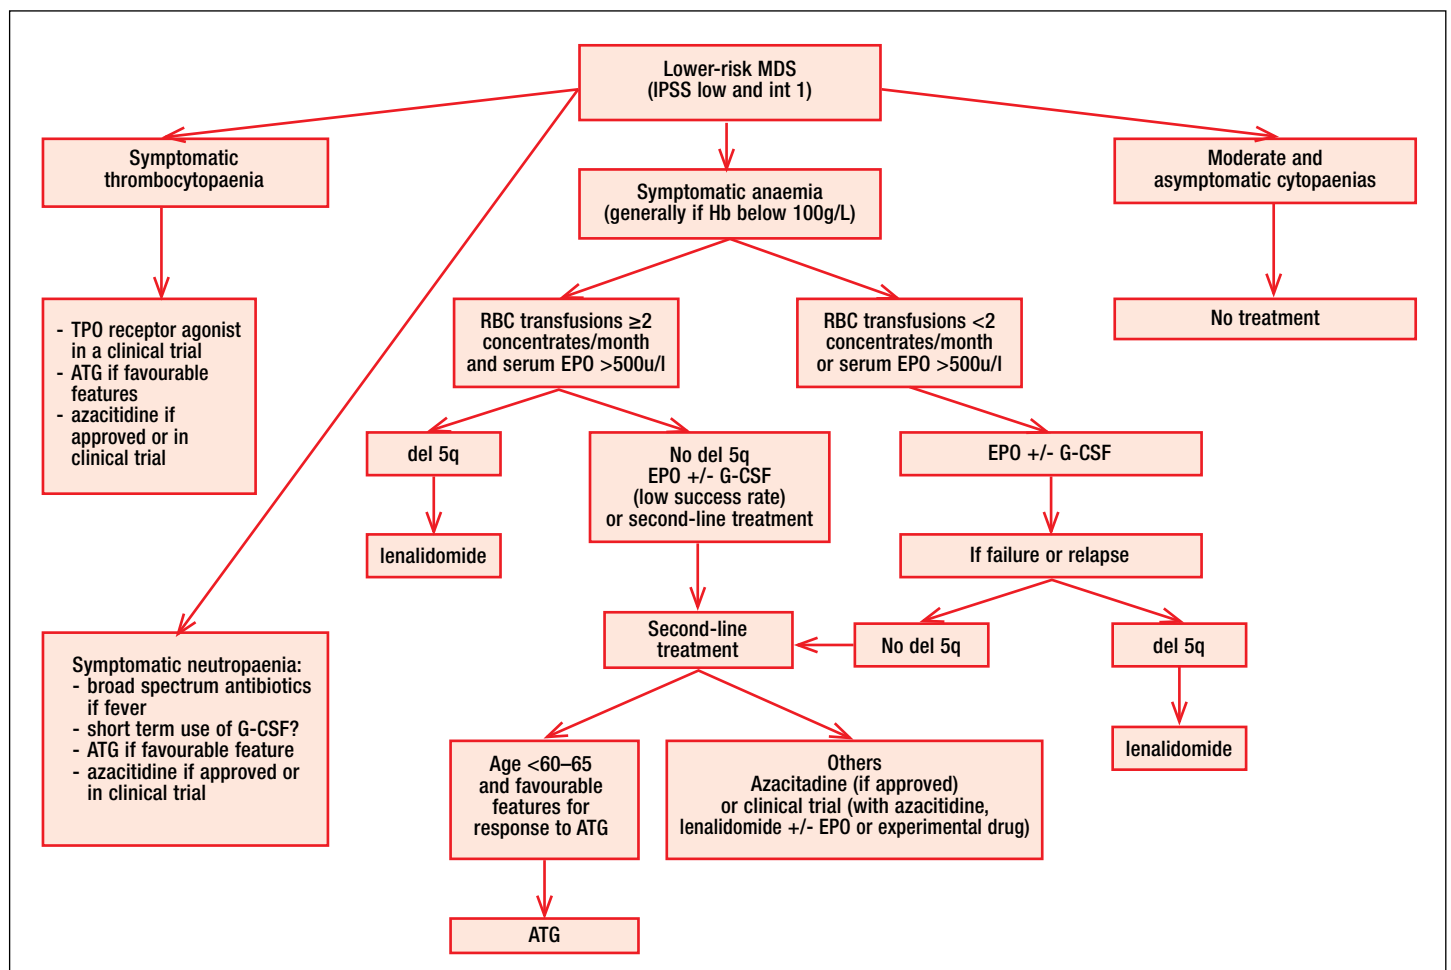 Lower-risk MDS
(IPSS low and int 1)
Symptomatic
thrombocytopaenia
Symptomatic anaemia
(generally if Hb below 100g/L)
Moderate and
asymptomatic cytopaenias
- TPO receptor agonist
in a clinical trial
- ATG if favourable
features
- azacitidine if
approved or in
clinical trial
RBC transfusions ≥2
concentrates/month
and serum EPO >500u/l
RBC transfusions <2
concentrates/month
or serum EPO >500u/l
No treatment
del 5q
No del 5q
EPO +/- G-CSF
(low success rate)
or second-line treatment
EPO +/- G-CSF
lenalidomide
If failure or relapse
Symptomatic neutropaenia:
- broad spectrum antibiotics
if fever
- short term use of G-CSF?
- ATG if favourable feature
- azacitidine if approved or
in clinical trial
Second-line
treatment
No del 5q
del 5q
lenalidomide
Age <60–65
and favourable
features for
response to ATG
Others
Azacitadine (if approved)
or clinical trial (with azacitidine,
lenalidomide +/- EPO or experimental drug)
ATG